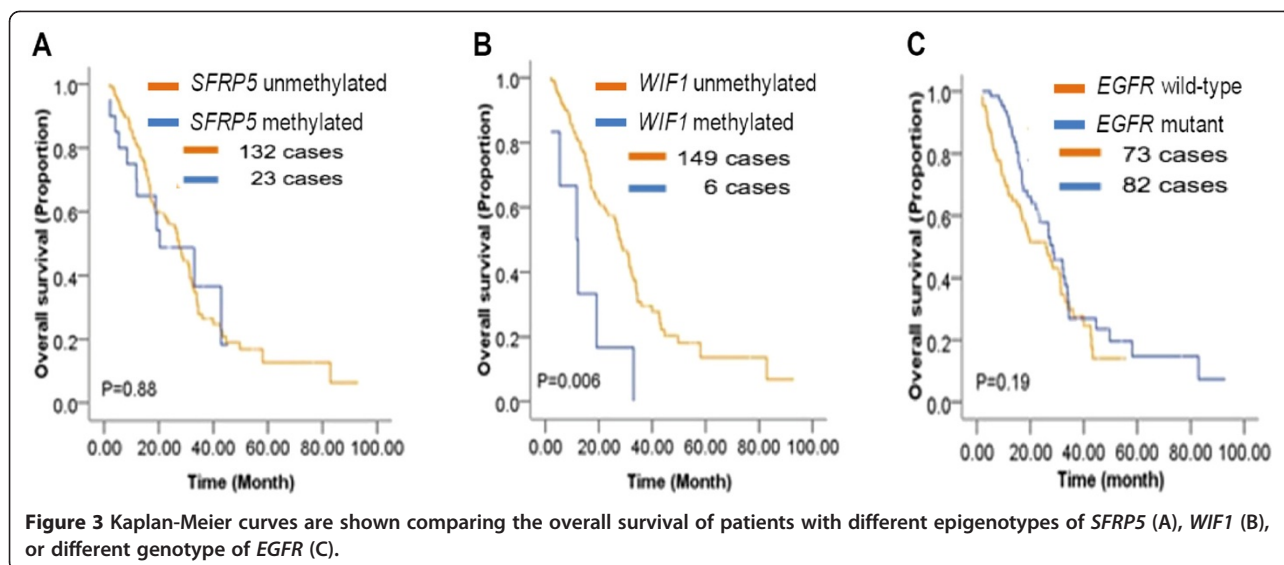 A
SFRP5 unmethylated
SFRP5 methylated
132 cases
23 cases
1.0
0.8
0.6
0.4
0.2
0.0
Overall survival (Proportion)
P=0.88
0.00 20.00 40.00 60.00 80.00 100.00
Time (Month)
B
WIF1 unmethylated
WIF1 methylated
149 cases
6 cases
1.0
0.8
0.6
0.4
0.2
0.0
Overall survival (Proportion)
P=0.006
0.00 20.00 40.00 60.00 80.00 100.00
Time (Month)
C
EGFR wild-type
EGFR mutant
73 cases
82 cases
1.0
0.8
0.6
0.4
0.2
0.0
Overall survival (Proportion)
P=0.19
0.00 20.00 40.00 60.00 80.00 100.00
Time (month)
Figure 3 Kaplan-Meier curves are shown comparing the overall survival of patients with different epigenotypes of SFRP5 (A), WIF1 (B),
or different genotype of EGFR (C).